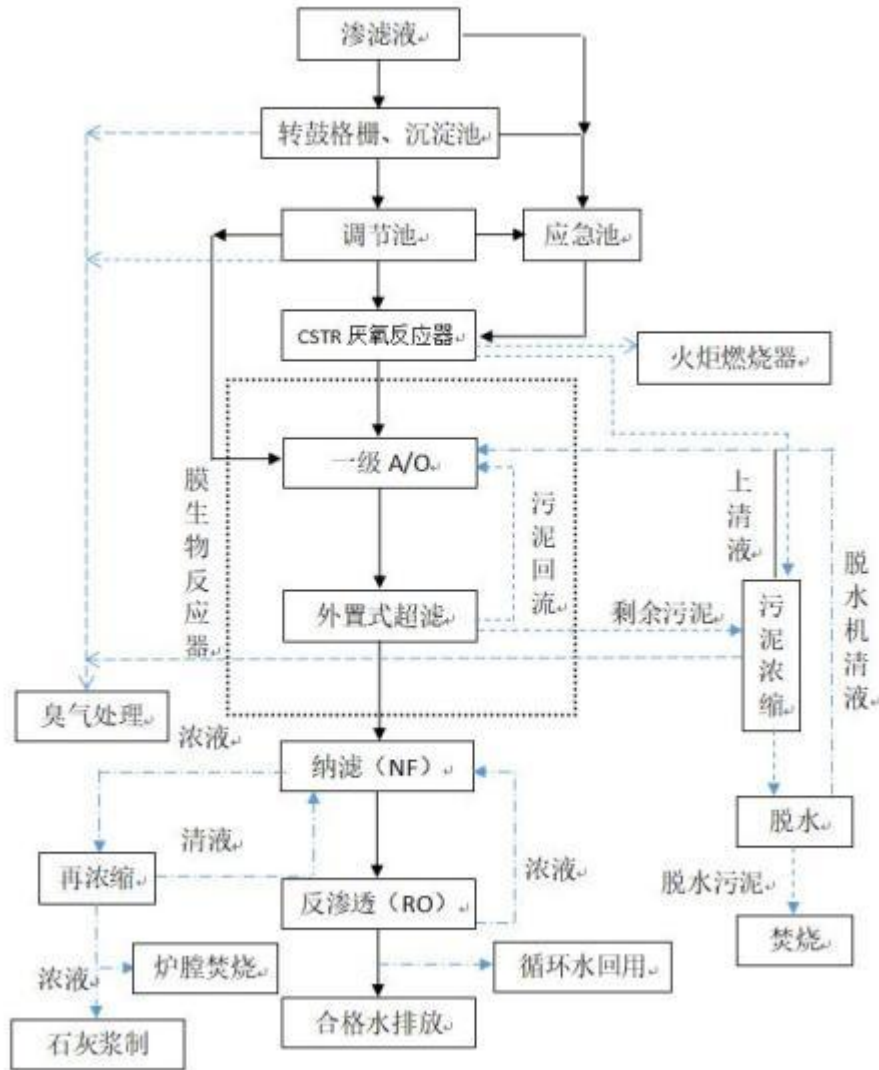 渗滤液
转鼓格栅、沉淀池
调节池
应急池
CSTR 厌氧反应器
火炬燃烧器
一级 A/O
膜生物反应器
污泥回流
上清液
脱水机清液
外置式超滤
剩余污泥
污泥浓缩
臭气处理
浓液
纳滤（NF）
脱水
清液
再浓缩
浓液
反渗透（RO）
脱水污泥
焚烧
浓液
炉膛焚烧
循环水回用
石灰浆制
合格水排放